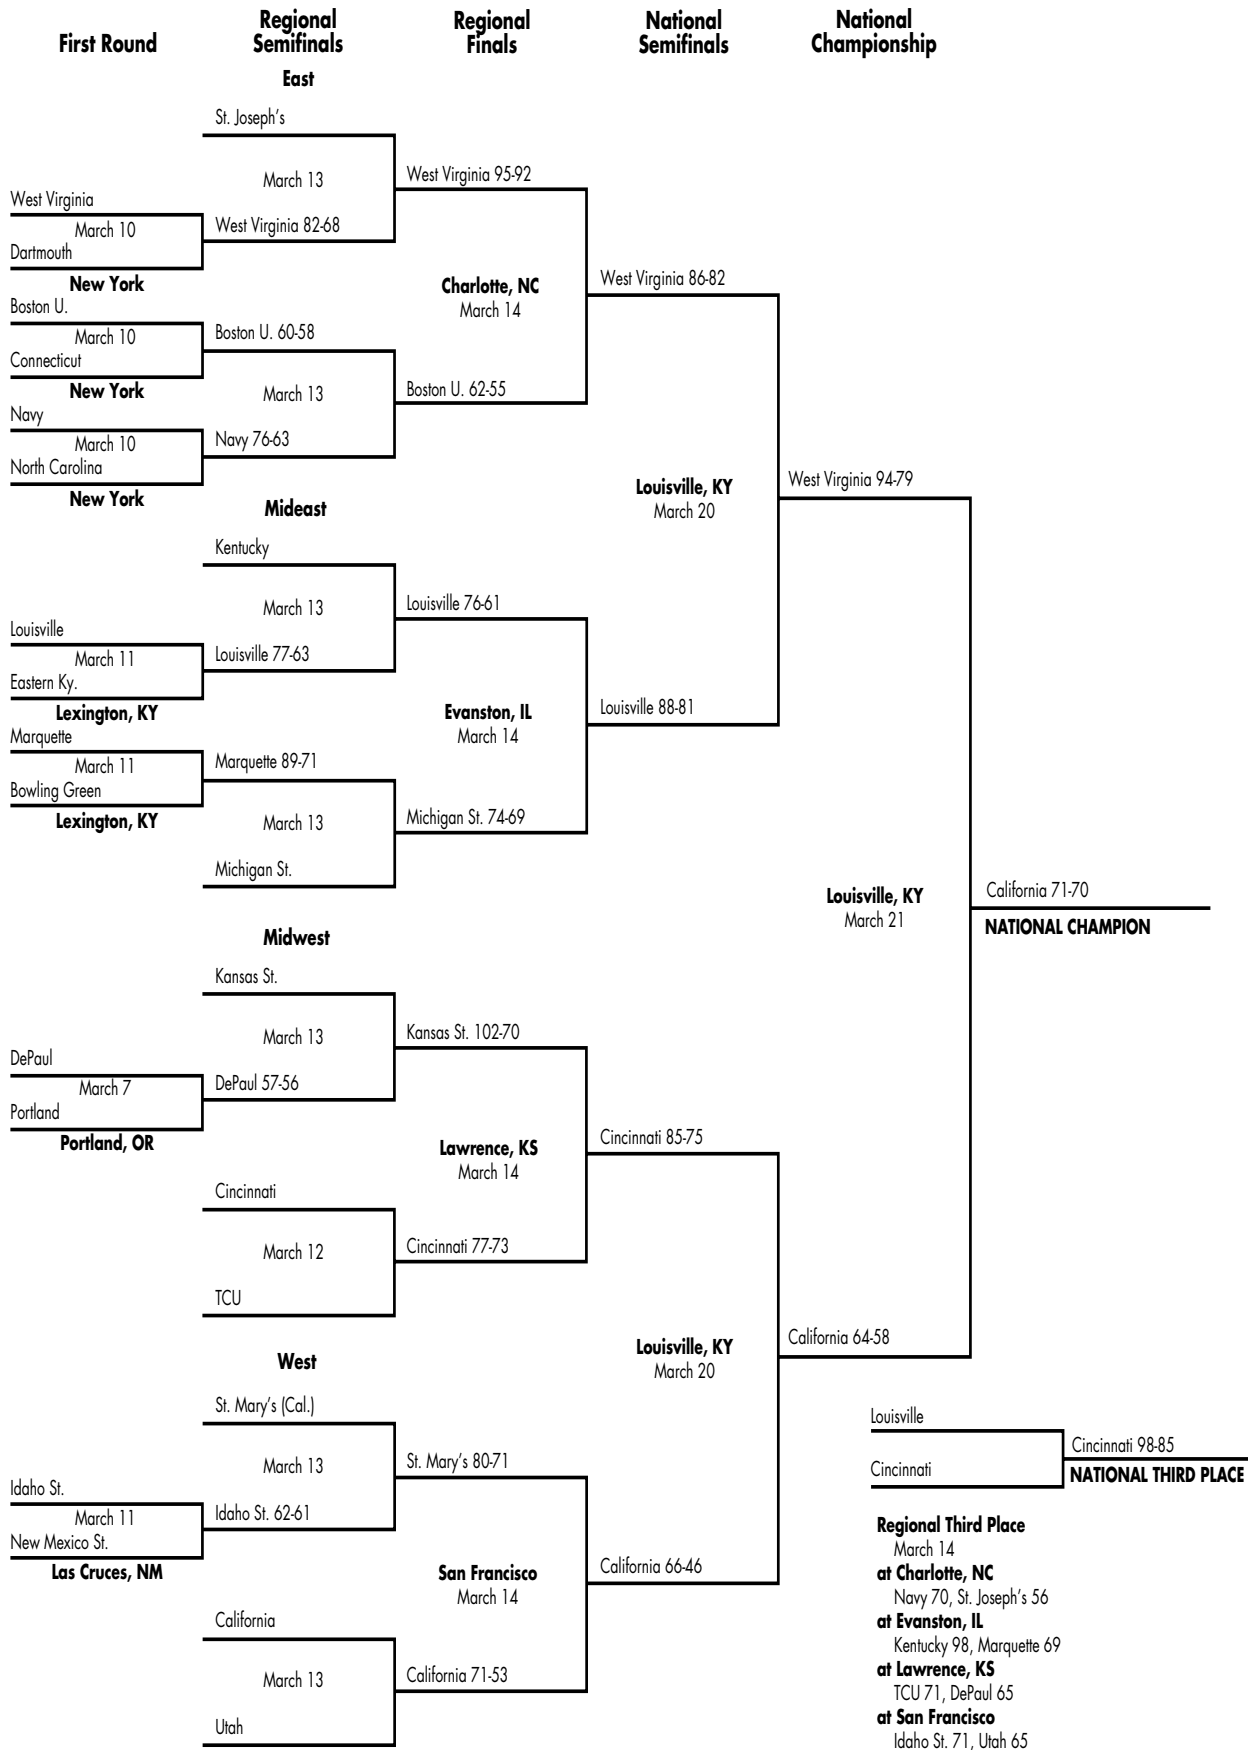 First Round
Regional
Semifinals
Regional
Finals
National
Semifinals
National
Championship
East
St. Joseph's
March 13
West Virginia 95-92
West Virginia
March 10
West Virginia 82-68
Dartmouth
New York
Charlotte, NC
March 14
West Virginia 86-82
Boston U.
March 10
Boston U. 60-58
Connecticut
New York
March 13
Boston U. 62-55
Navy
March 10
Navy 76-63
North Carolina
New York
Louisville, KY
March 20
West Virginia 94-79
Mideast
Kentucky
March 13
Louisville 76-61
Louisville
March 11
Louisville 77-63
Eastern Ky.
Lexington, KY
Evanston, IL
March 14
Louisville 88-81
Marquette
March 11
Marquette 89-71
Bowling Green
Lexington, KY
March 13
Michigan St. 74-69
Michigan St.
Louisville, KY
March 21
California 71-70
NATIONAL CHAMPION
Midwest
Kansas St.
March 13
Kansas St. 102-70
DePaul
March 7
DePaul 57-56
Portland
Portland, OR
Lawrence, KS
March 14
Cincinnati 85-75
Cincinnati
March 12
Cincinnati 77-73
TCU
Louisville, KY
March 20
California 64-58
West
St. Mary's (Cal.)
March 13
St. Mary's 80-71
Idaho St.
March 11
Idaho St. 62-61
New Mexico St.
Las Cruces, NM
San Francisco
March 14
California 66-46
California
March 13
California 71-53
Utah
Louisville
Cincinnati 98-85
Cincinnati
NATIONAL THIRD PLACE
Regional Third Place
March 14
at Charlotte, NC
Navy 70, St. Joseph's 56
at Evanston, IL
Kentucky 98, Marquette 69
at Lawrence, KS
TCU 71, DePaul 65
at San Francisco
Idaho St. 71, Utah 65